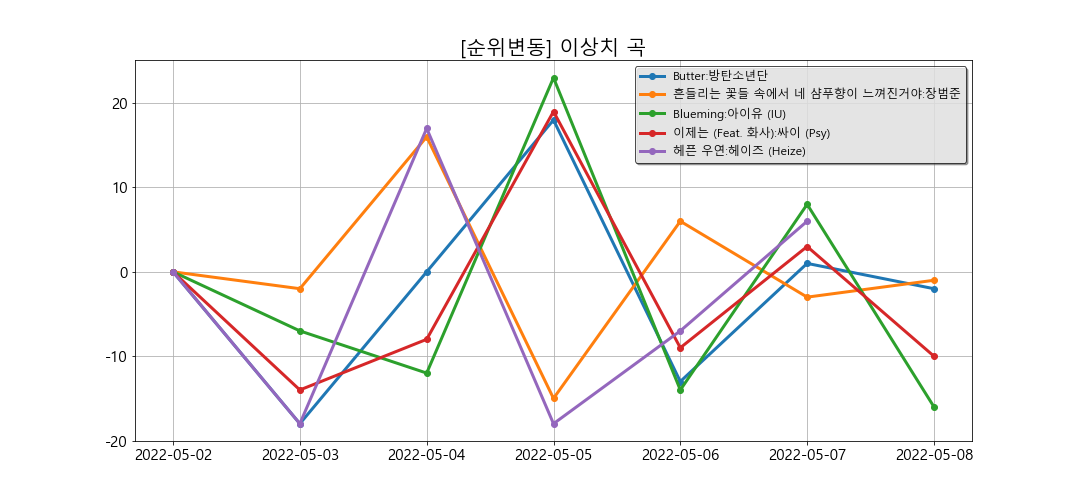 [순위변동] 이상치 곡
Butter:방탄소년단
흔들리는 꽃들 속에서 네 샴푸향이 느껴진거야:장범준
Blueming:아이유 (IU)
이제는 (Feat. 화사):싸이 (Psy)
헤픈 우연:헤이즈 (Heize)
20
10
0
-10
-20
2022-05-02 2022-05-03 2022-05-04 2022-05-05 2022-05-06 2022-05-07 2022-05-08